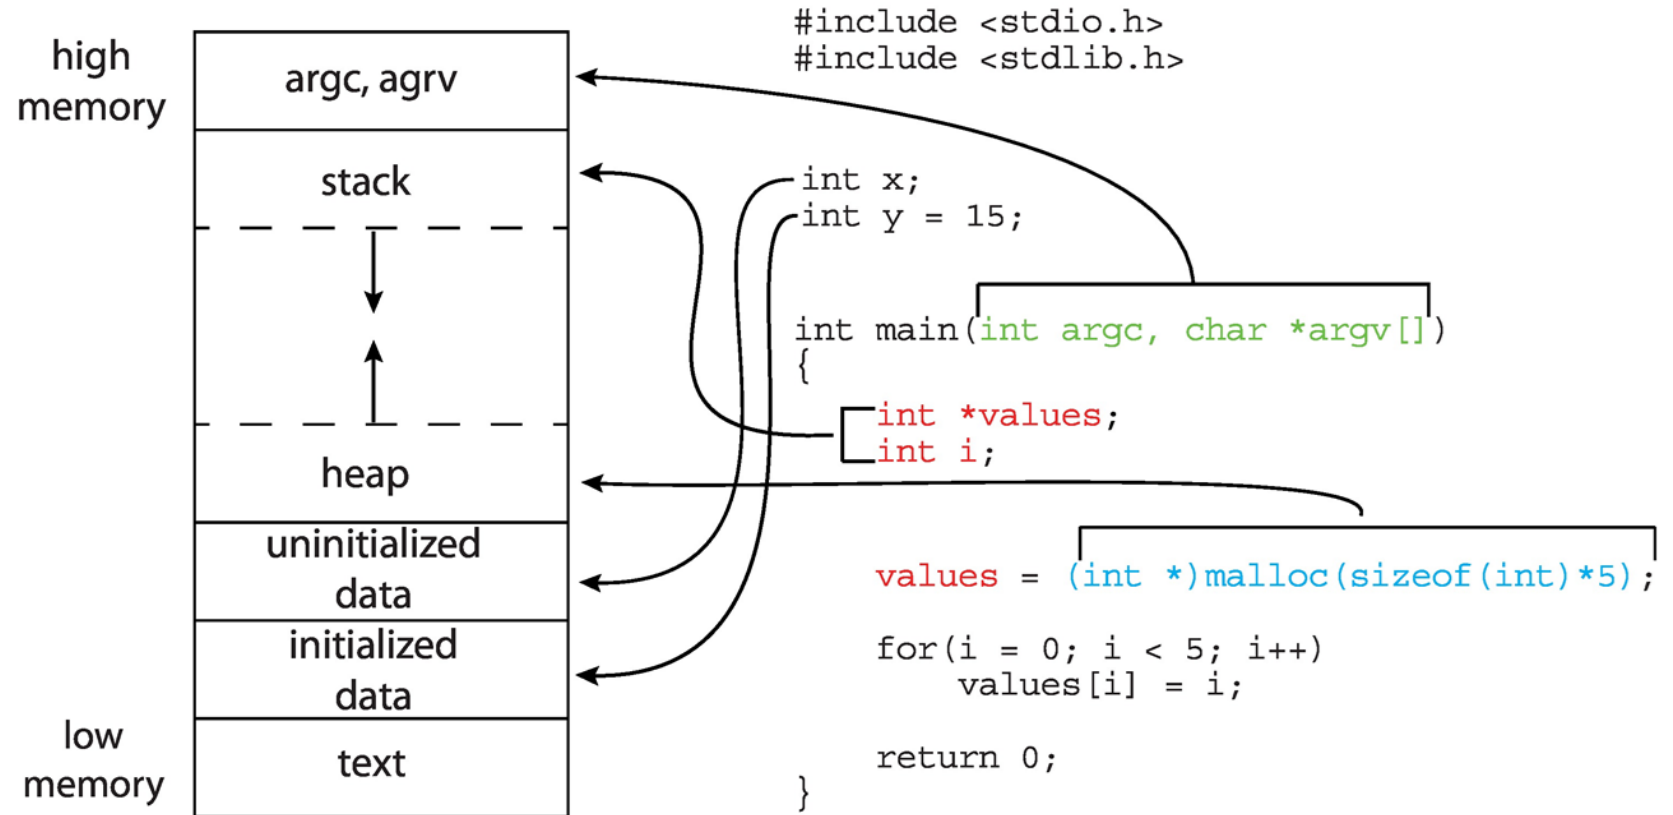 high
memory
argc, agrv
stack
heap
uninitialized
data
initialized
data
low
memory
text
#include <stdio.h>
#include <stdlib.h>
int x;
int y = 15;
int main(int argc, char *argv[])
{
int *values;
int i;
values = (int *)malloc(sizeof(int)*5);
for(i = 0; i < 5; i++)
values[i] = i;
return 0;
}